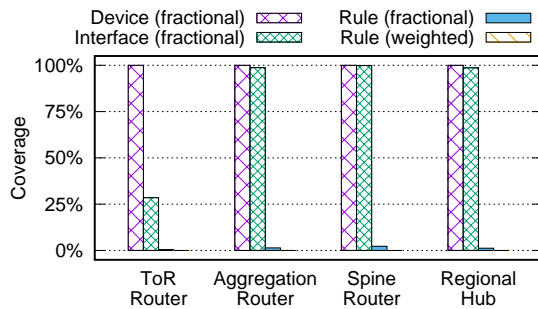 Device (fractional)
Rule (fractional)
Interface (fractional)
Rule (weighted)
Coverage
100%
75%
50%
25%
0%
ToR
Router
Aggregation
Router
Spine
Router
Regional
Hub